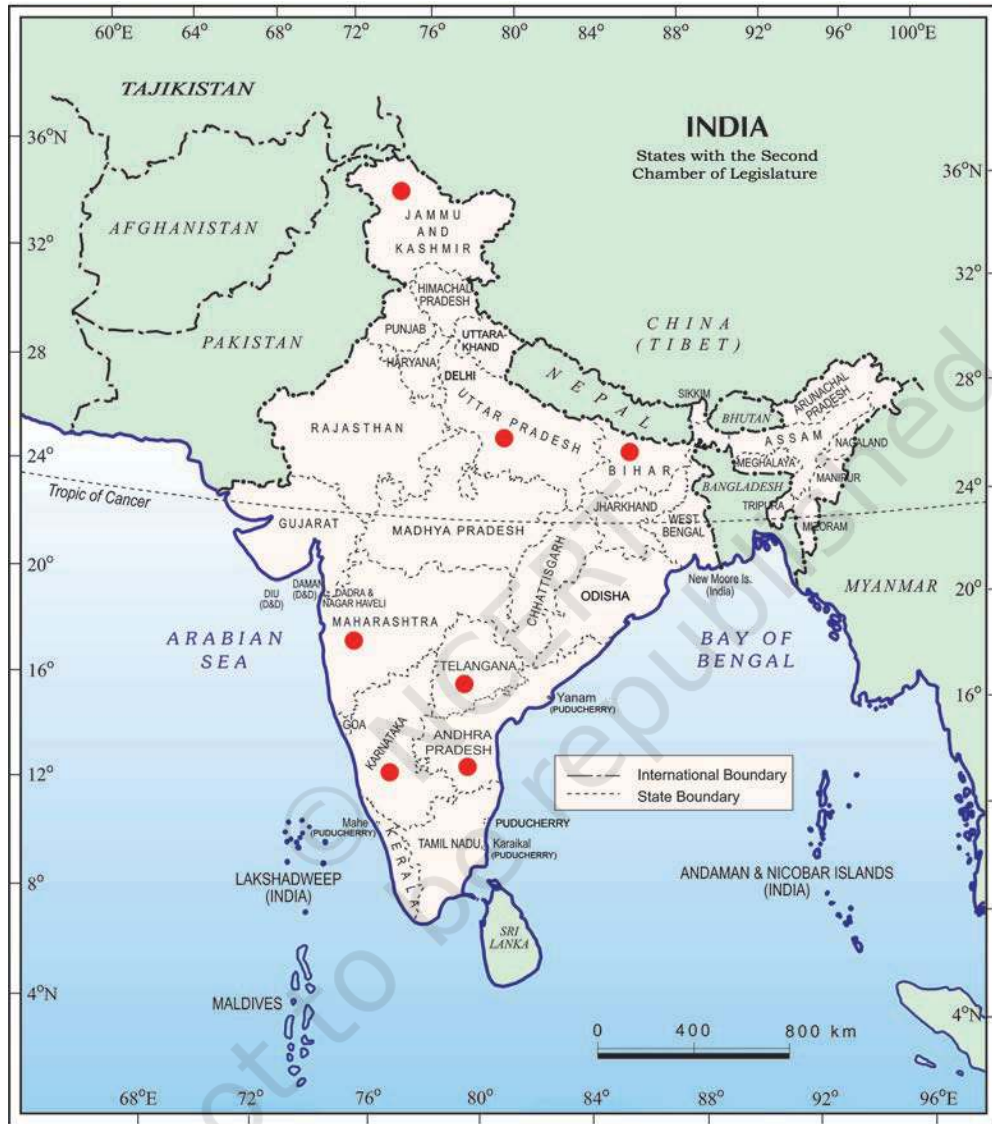 60°E 64° 68° 72° 76° 80° 84° 88° 92° 96° 100°E
TAJIKISTAN
INDIA
States with the Second
Chamber of Legislature
36°N
36°N
AFGHANISTAN
JAMMU
AND
KASHMIR
32°
32°
HIMACHAL
PRADESH
PUNJAB
UTTARA-
KHAND
CHINA
(TIBET)
PAKISTAN
HARYANA
DELHI
28°
28°
NEPAL
SIKKIM
BHUTAN
ARUNACHAL
PRADESH
RAJASTHAN
UTTAR PRADESH
ASSAM
NAGALAND
24°
24°
BIHAR
MEGHALAYA
MANIRUR
BANGLADESH
Tropic of Cancer
JHARKHAND
TRIPURA
GUJARAT
MADHYA PRADESH
WEST
BENGAL
MIZORAM
20°
20°
CHHATTISGARH
New Moore Is.
(India)
MYANMAR
DIU
(D&D)
DAMAN
(D&D)
DADRA &
NAGAR HAVELI
ODISHA
MAHARASHTRA
ARABIAN
SEA
BAY OF
BENGAL
16°
16°
TELANGANA
Yanam
(PUDUCHERRY)
GOA
KARNATAKA
ANDHRA
PRADESH
12°
12°
International Boundary
State Boundary
Mahe
(PUDUCHERRY)
PUDUCHERRY
KERALA
TAMIL NADU
Karaikal
(PUDUCHERRY)
LAKSHADWEEP
(INDIA)
ANDAMAN & NICOBAR ISLANDS
(INDIA)
8°
8°
SRI
LANKA
MALDIVES
4°N
4°N
0 400 800 km
68° 72° 76° 80° 84° 88° 92° 96°E
© NCERT
not to be republished